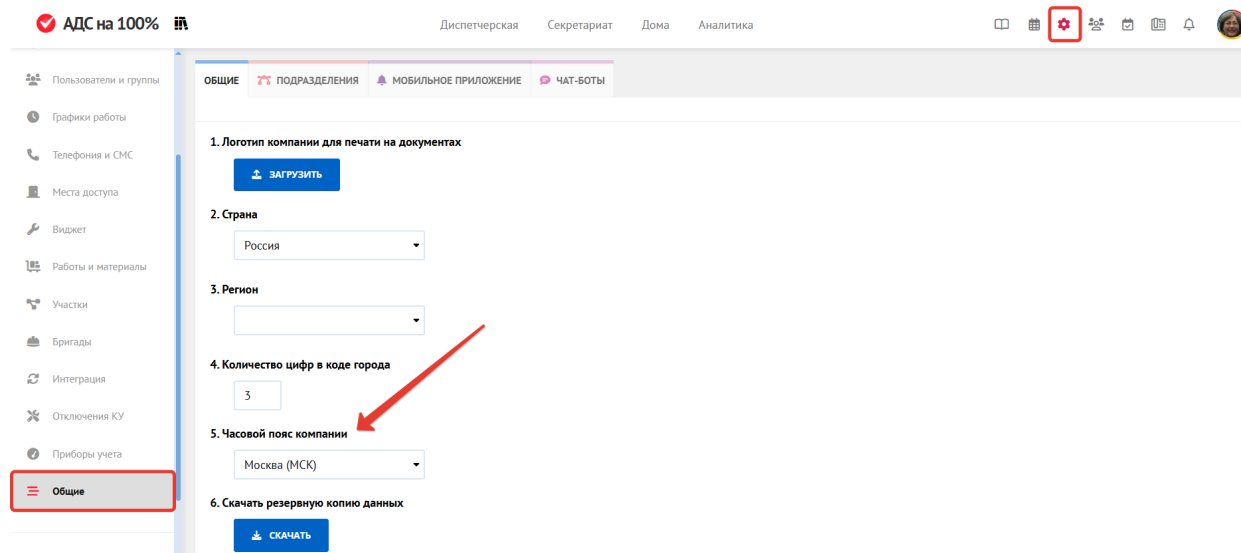 АДС на 100%
Диспетчерская Секретариат Дома Аналитика
Пользователи и группы
Графики работы
Телефония и СМС
Места доступа
Виджет
Работы и материалы
Участки
Бригады
Интеграция
Отключения КУ
Приборы учета
Общие
ОБЩИЕ ПОДРАЗДЕЛЕНИЯ МОБИЛЬНОЕ ПРИЛОЖЕНИЕ ЧАТ-БОТЫ
1. Логотип компании для печати на документах
ЗАГРУЗИТЬ
2. Страна
Россия
3. Регион
4. Количество цифр в коде города
3
5. Часовой пояс компании
Москва (МСК)
6. Скачать резервную копию данных
СКАЧАТЬ